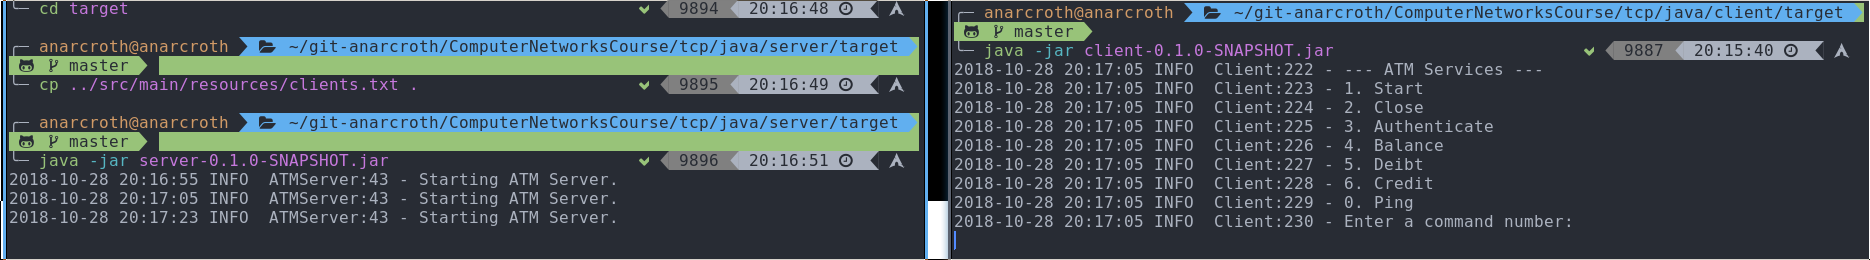 ╰─ cd target 9894 20:16:48
╭─ anarcroth@anarcroth ~/git-anarcroth/ComputerNetworksCourse/tcp/java/server/target
master
╰─ cp ../src/main/resources/clients.txt . 9895 20:16:49
╭─ anarcroth@anarcroth ~/git-anarcroth/ComputerNetworksCourse/tcp/java/server/target
master
╰─ java -jar server-0.1.0-SNAPSHOT.jar 9896 20:16:51
2018-10-28 20:16:55 INFO  ATMServer:43 - Starting ATM Server.
2018-10-28 20:17:05 INFO  ATMServer:43 - Starting ATM Server.
2018-10-28 20:17:23 INFO  ATMServer:43 - Starting ATM Server.
╭─ anarcroth@anarcroth ~/git-anarcroth/ComputerNetworksCourse/tcp/java/client/target
master
╰─ java -jar client-0.1.0-SNAPSHOT.jar 9887 20:15:40
2018-10-28 20:17:05 INFO  Client:222 - --- ATM Services ---
2018-10-28 20:17:05 INFO  Client:223 - 1. Start
2018-10-28 20:17:05 INFO  Client:224 - 2. Close
2018-10-28 20:17:05 INFO  Client:225 - 3. Authenticate
2018-10-28 20:17:05 INFO  Client:226 - 4. Balance
2018-10-28 20:17:05 INFO  Client:227 - 5. Deibt
2018-10-28 20:17:05 INFO  Client:228 - 6. Credit
2018-10-28 20:17:05 INFO  Client:229 - 0. Ping
2018-10-28 20:17:05 INFO  Client:230 - Enter a command number: